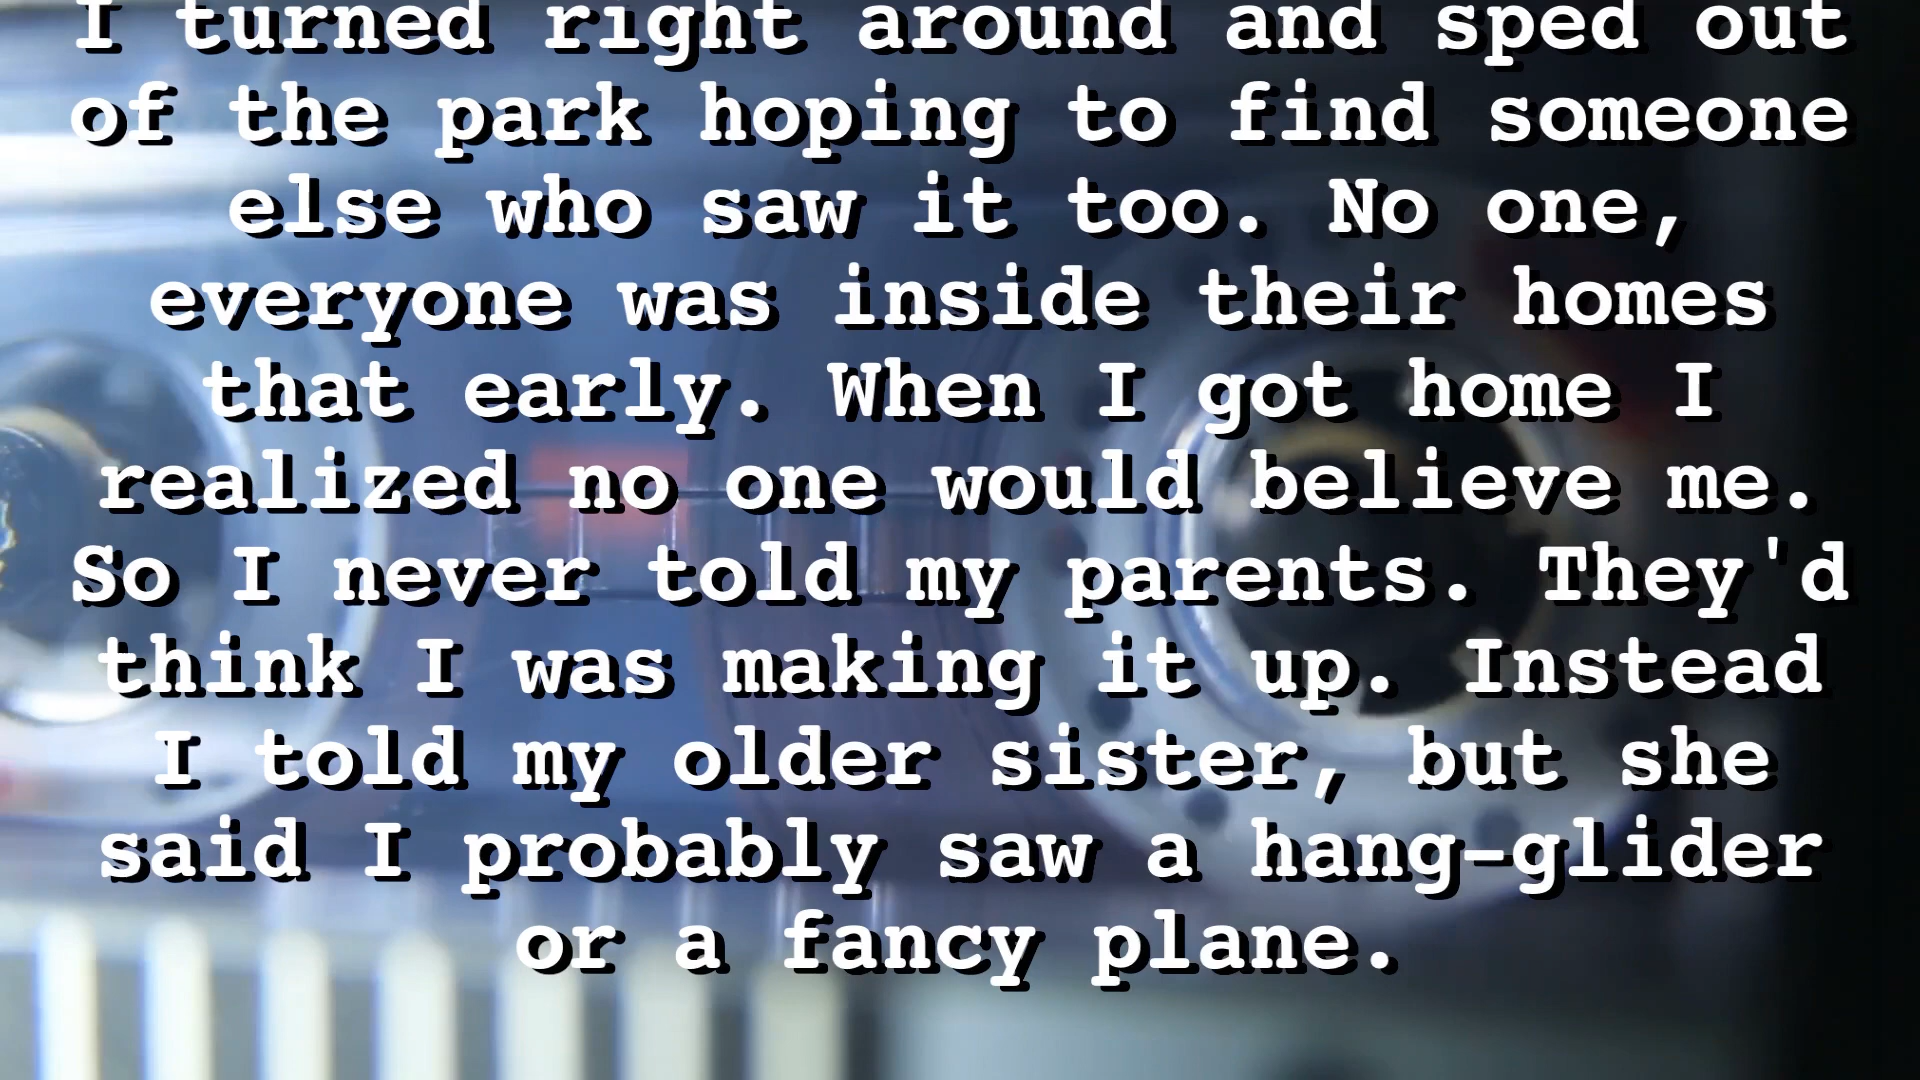 I turned right around and sped out
of the park hoping to find someone
else who saw it too. No one,
everyone was inside their homes
that early. When I got home I
realized no one would believe me.
So I never told my parents. They'd
think I was making it up. Instead
I told my older sister, but she
said I probably saw a hang-glider
or a fancy plane.